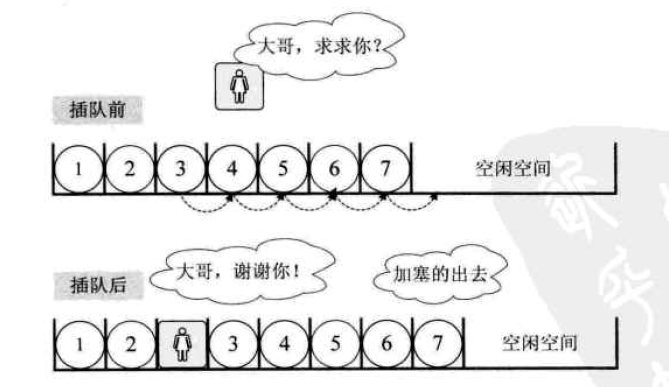 大哥,求求你?
插队前
1 2 3 4 5 6 7 空闲空间
插队后
大哥,谢谢你!
加塞的出去
1 2 3 4 5 6 7 空闲空间